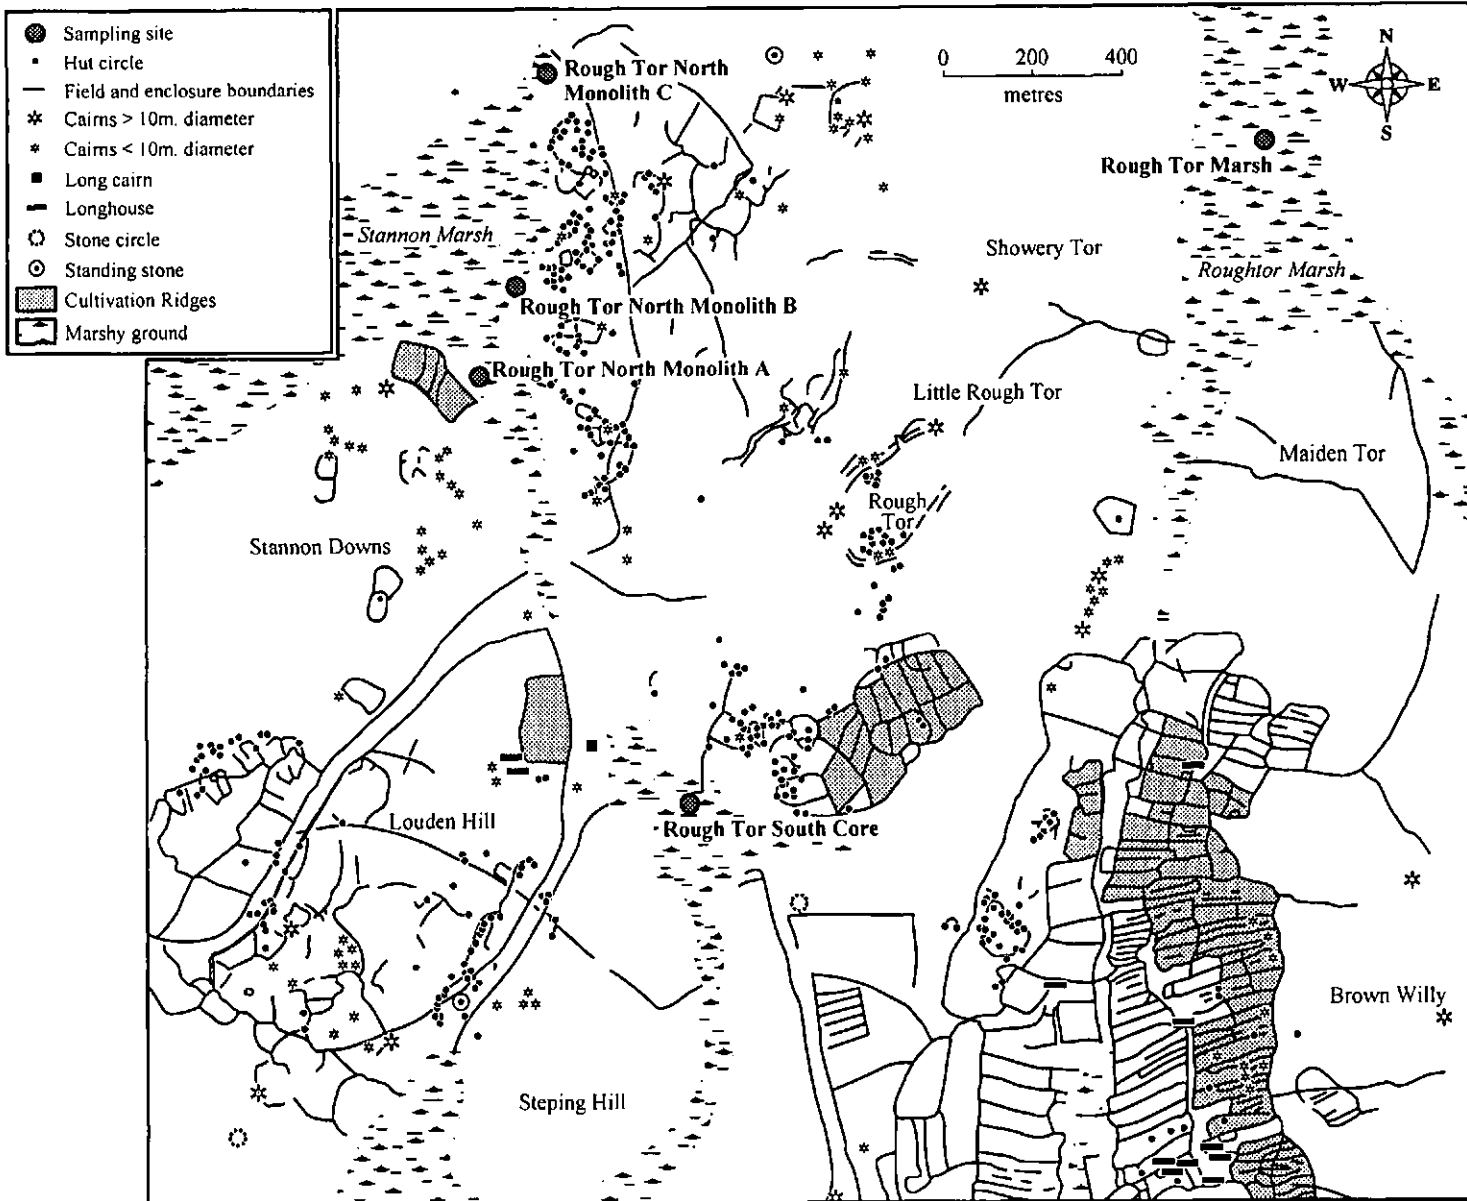 Sampling site
Hut circle
Field and enclosure boundaries
Cairns > 10m. diameter
Cairns < 10m. diameter
Long cairn
Longhouse
Stone circle
Standing stone
Cultivation Ridges
Marshy ground
Rough Tor North
Monolith C
0 200 400
metres
N
W E
S
Rough Tor Marsh
Stannon Marsh
Showery Tor
Roughtor Marsh
Rough Tor North Monolith B
Rough Tor North Monolith A
Little Rough Tor
Maiden Tor
Rough
Tor
Stannon Downs
Louden Hill
Rough Tor South Core
Brown Willy
Steping Hill